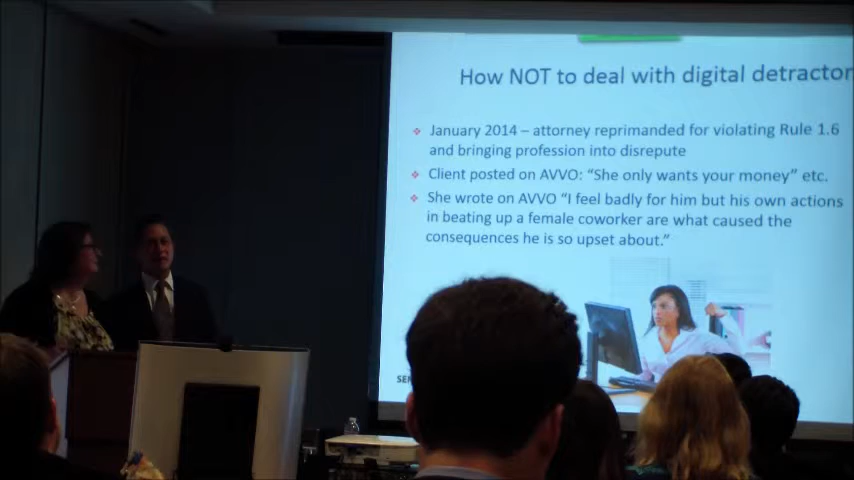 How NOT to deal with digital detractor
January 2014 – attorney reprimanded for violating Rule 1.6
and bringing profession into disrepute
Client posted on AVVO: “She only wants your money” etc.
She wrote on AVVO “I feel badly for him but his own actions
in beating up a female coworker are what caused the
consequences he is so upset about.”